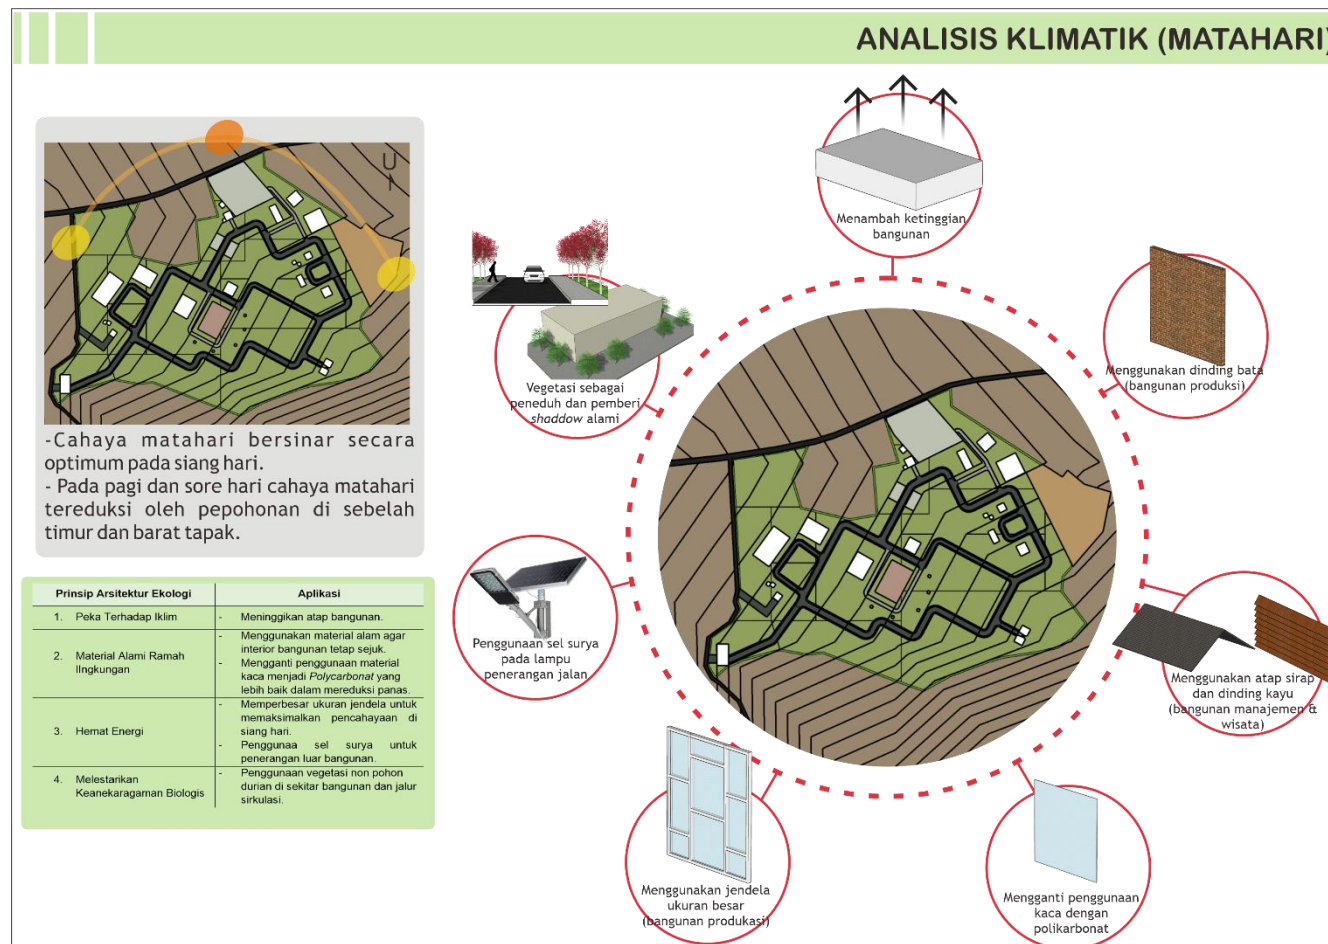 ANALISIS KLIMATIK (MATAHARI)
U
-Cahaya matahari bersinar secara
optimum pada siang hari.
- Pada pagi dan sore hari cahaya matahari
tereduksi oleh pepohonan di sebelah
timur dan barat tapak.
Prinsip Arsitektur Ekologi
Aplikasi
1. Peka Terhadap Iklim
- Meninggikan atap bangunan.
2. Material Alami Ramah
lIngkungan
- Menggunakan material alam agar
interior bangunan tetap sejuk.
- Mengganti penggunaan material
kaca menjadi Polycarbonat yang
lebih baik dalam mereduksi panas.
3. Hemat Energi
- Memperbesar ukuran jendela untuk
memaksimalkan pencahayaan di
siang hari.
- Penggunaa sel surya untuk
penerangan luar bangunan.
4. Melestarikan
Keanekaragaman Biologis
- Penggunaan vegetasi non pohon
durian di sekitar bangunan dan jalur
sirkulasi.
Menambah ketinggian
bangunan
Menggunakan dinding bata
(bangunan produksi)
Vegetasi sebagai
peneduh dan pemberi
shaddow alami
Penggunaan sel surya
pada lampu
penerangan jalan
Menggunakan atap sirap
dan dinding kayu
(bangunan manajemen &
wisata)
Menggunakan jendela
ukuran besar
(bangunan produkasi)
Mengganti penggunaan
kaca dengan
polikarbonat